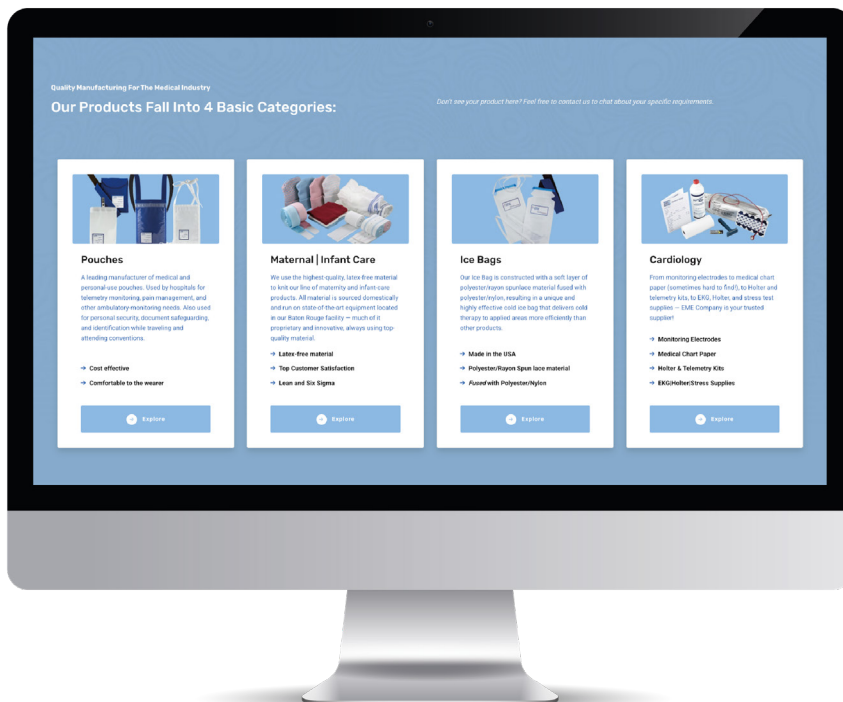 Quality Manufacturing For The Medical Industry
Our Products Fall Into 4 Basic Categories:
Don't see your product here? Feel free to contact us to chat about your specific requirements.
Pouches
A leading manufacturer of medical and
personal-use pouches. Used by hospitals for
telemetry monitoring, pain management, and
other ambulatory-monitoring needs. Also used
for personal security, document safeguarding,
and identification while traveling and
attending conventions.
Cost effective
Comfortable to the wearer
Explore
Maternal | Infant Care
We use the highest-quality, latex-free material
to knit our line of maternity and infant-care
products. All material is sourced domestically
and run on state-of-the-art equipment located
in our Baton Rouge facility — much of it
proprietary and innovative, always using top-
quality material.
Latex-free material
Top Customer Satisfaction
Lean and Six Sigma
Explore
Ice Bags
Our Ice Bag is constructed with a soft layer of
polyester/rayon spunlace material fused with
polyester/nylon, resulting in a unique and
highly effective cold ice bag that delivers cold
therapy to applied areas more efficiently than
other products.
Made in the USA
Polyester/Rayon Spun lace material
Fused with Polyester/Nylon
Explore
Cardiology
From monitoring electrodes to medical chart
paper (sometimes hard to find!), to Holter and
telemetry kits, to EKG, Holter, and stress test
supplies — EME Company is your trusted
supplier!
Monitoring Electrodes
Medical Chart Paper
Holter & Telemetry Kits
EKG|Holter|Stress Supplies
Explore